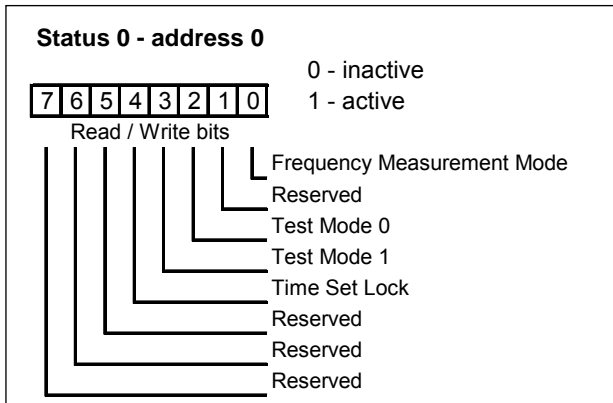 Status 0 - address 0
0 - inactive
7 6 5 4 3 2 1 0 1 - active
Read / Write bits
Frequency Measurement Mode
Reserved
Test Mode 0
Test Mode 1
Time Set Lock
Reserved
Reserved
Reserved